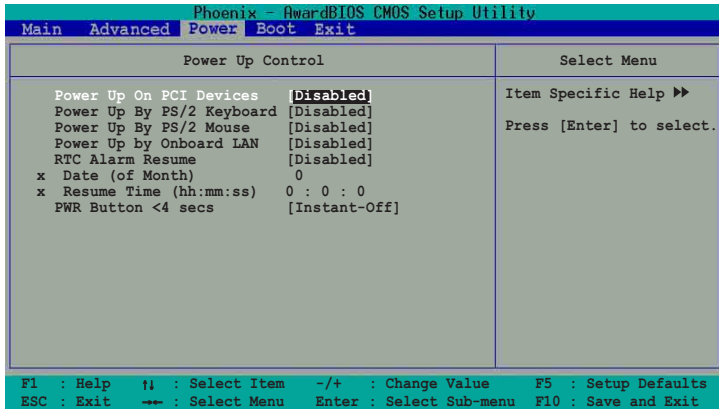 Phoenix - AwardBIOS CMOS Setup Utility
Main Advanced Power Boot Exit
Power Up Control Select Menu
Power Up On PCI Devices [Disabled] Item Specific Help ▶▶
Power Up By PS/2 Keyboard [Disabled]
Power Up By PS/2 Mouse [Disabled] Press [Enter] to select.
Power Up by Onboard LAN [Disabled]
RTC Alarm Resume [Disabled]
x Date (of Month) 0
x Resume Time (hh:mm:ss) 0 : 0 : 0
PWR Button <4 secs [Instant-Off]
F1 : Help ↑↓ : Select Item -/+ : Change Value F5 : Setup Defaults
ESC : Exit →← : Select Menu Enter : Select Sub-menu F10 : Save and Exit